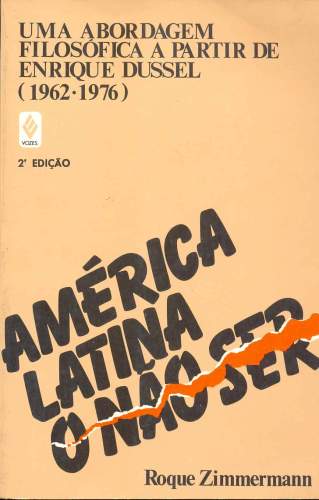 UMA ABORDAGEM
FILOSÓFICA A PARTIR DE
ENRIQUE DUSSEL
(1962·1976)
VOZES
2ª EDIÇÃO
AMÉRICA
LATINA
O NÃO SER
Roque Zimmermann